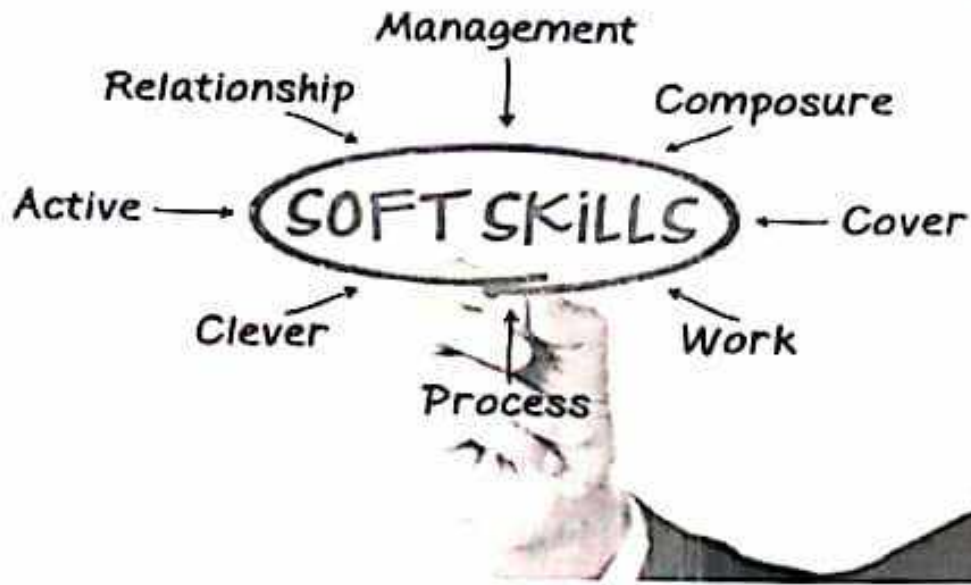 Management
Relationship
Composure
Active
SOFT SKiLLS
Cover
Clever
Work
Process